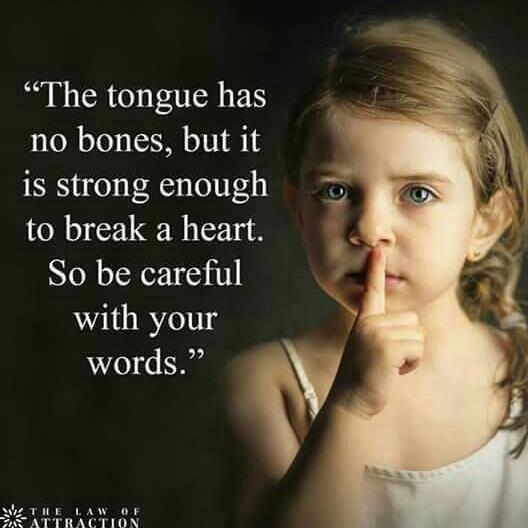 “The tongue has
no bones, but it
is strong enough
to break a heart.
So be careful
with your
words.”
THE LAW OF
ATTRACTION